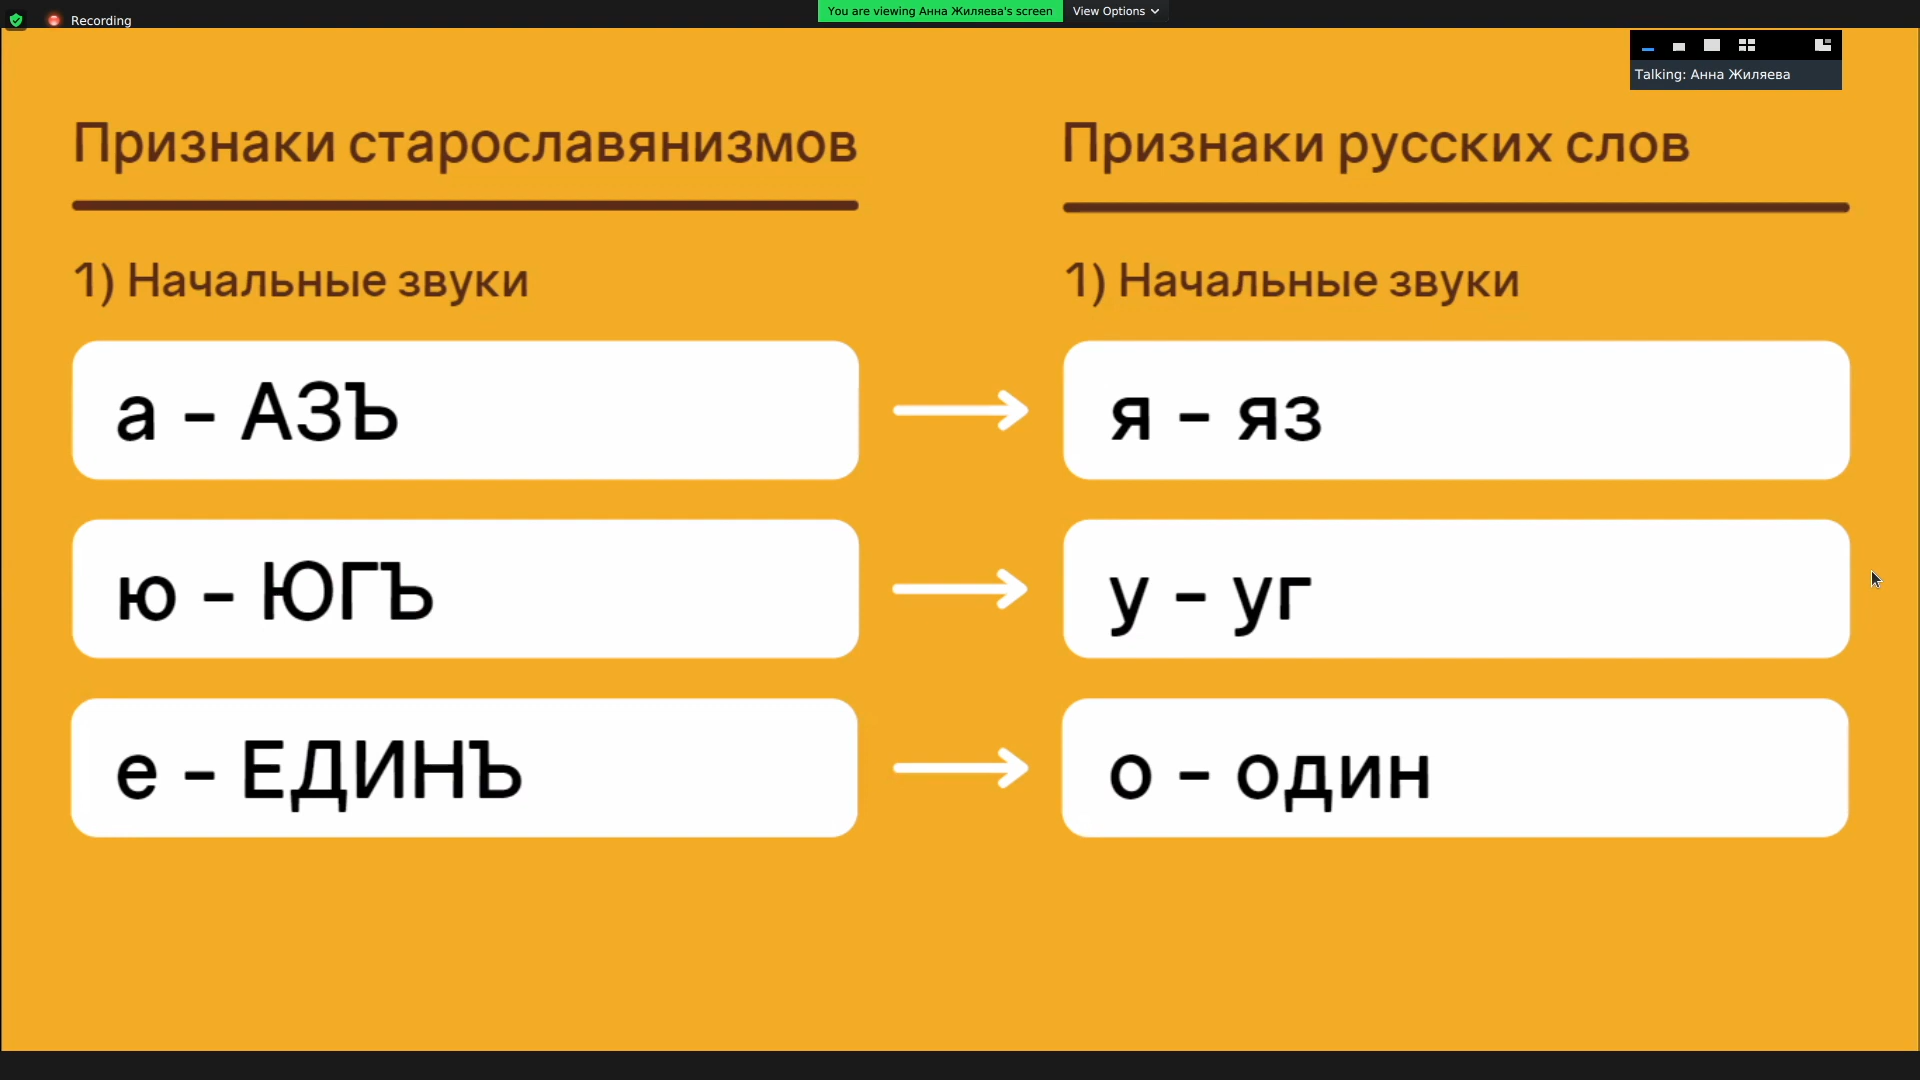 Recording
You are viewing Анна Жиляева's screen
View Options
Talking: Анна Жиляева
Признаки старославянизмов
1) Начальные звуки
а - АЗЪ
ю - ЮГЪ
е - ЕДИНЪ
Признаки русских слов
1) Начальные звуки
я - яз
у - уг
о - один